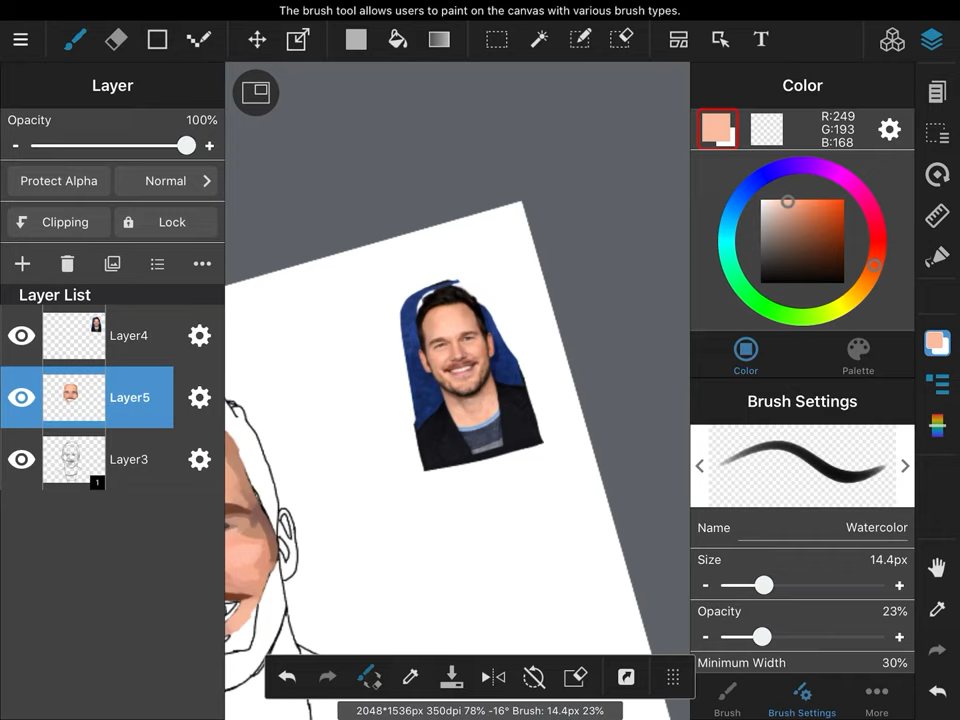 The brush tool allows users to paint on the canvas with various brush types.
T
Layer
Opacity 100%
- +
Protect Alpha Normal
Clipping Lock
Layer List
Layer4
Layer5
Layer3
1
Color
R:249
G:193
B:168
Color Palette
Brush Settings
Name Watercolor
Size 14.4px
- +
Opacity 23%
- +
Minimum Width 30%
Brush Brush Settings More
2048*1536px 350dpi 78% -16° Brush: 14.4px 23%